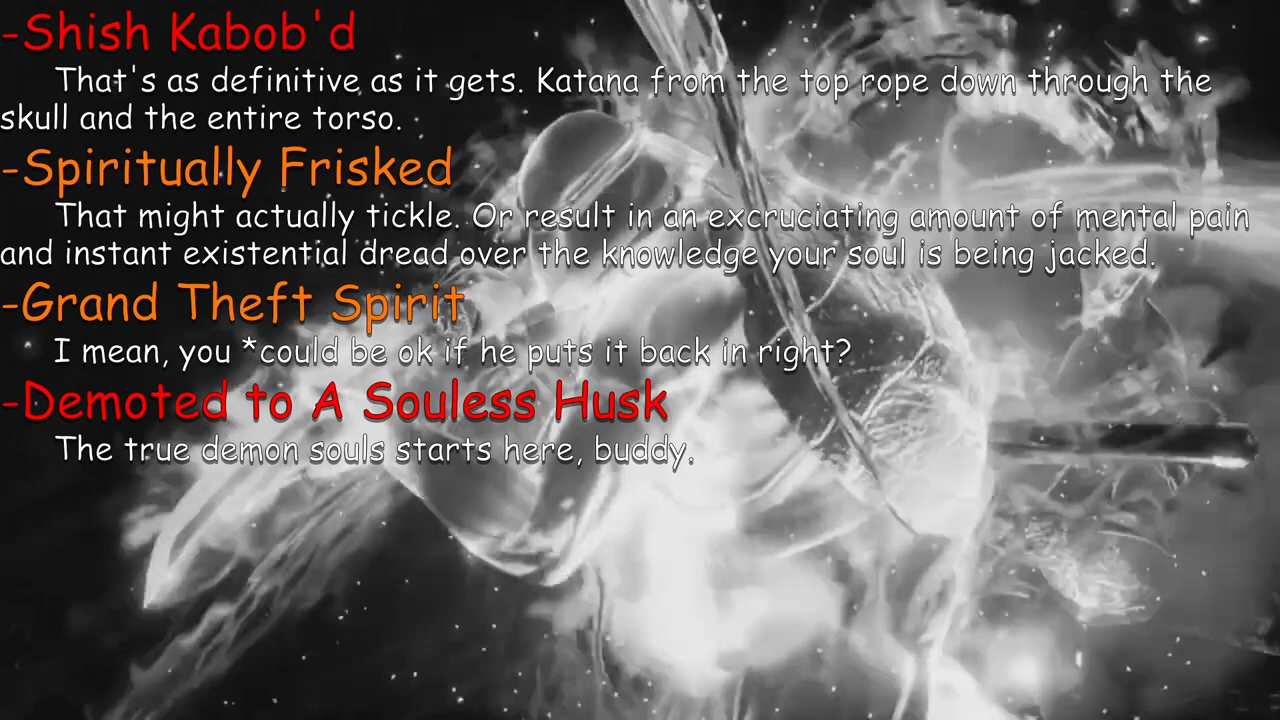 -Shish Kabob'd
That's as definitive as it gets. Katana from the top rope down through the
skull and the entire torso.
-Spiritually Frisked
That might actually tickle. Or result in an excruciating amount of mental pain
and instant existential dread over the knowledge your soul is being jacked.
-Grand Theft Spirit
I mean, you *could be ok if he puts it back in right?
-Demoted to A Souless Husk
The true demon souls starts here, buddy.